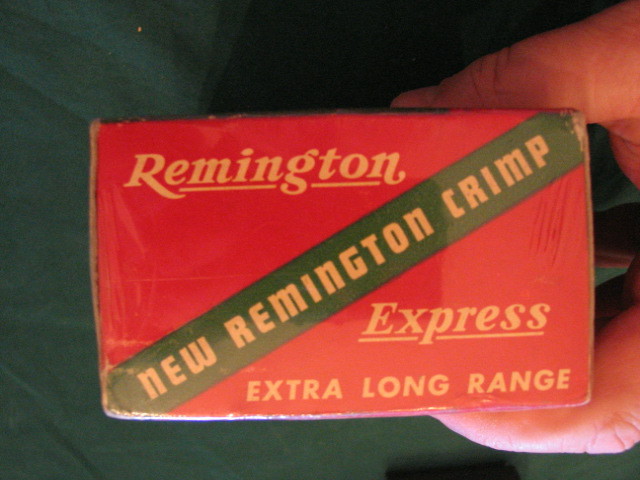 Remington
NEW REMINGTON CRIMP
Express
EXTRA LONG RANGE